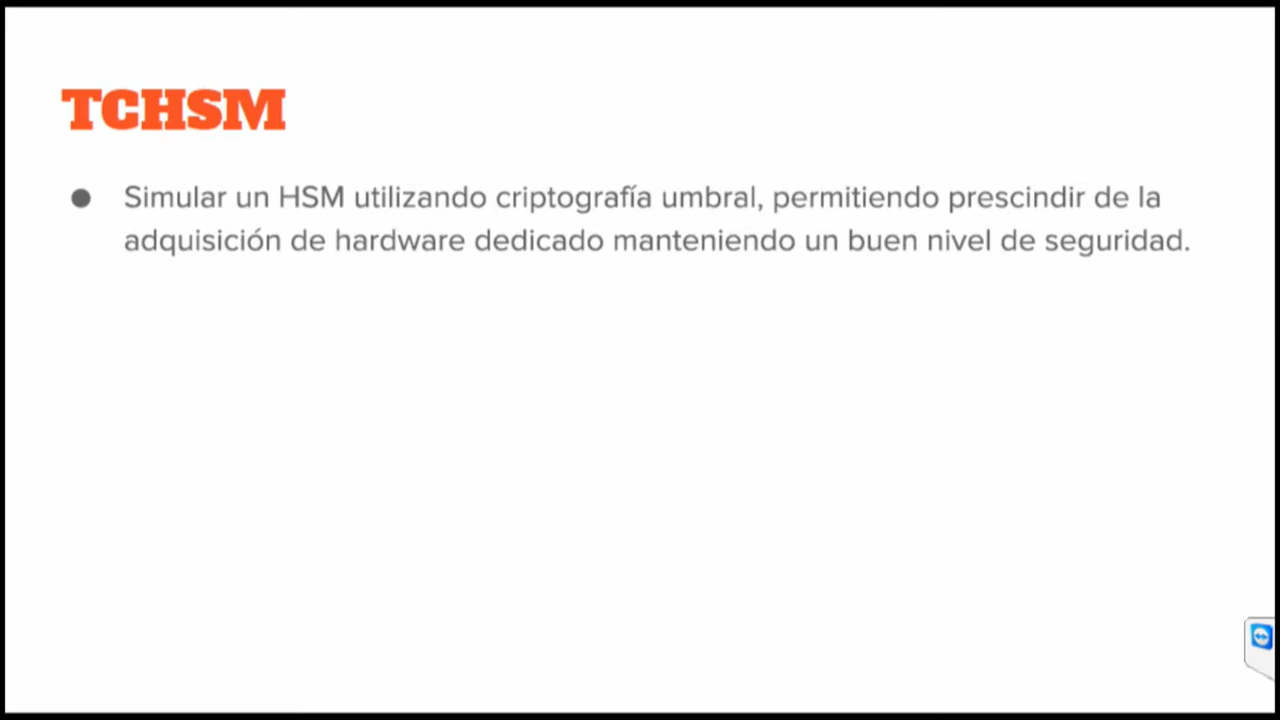 TCHSM
● Simular un HSM utilizando criptografía umbral, permitiendo prescindir de la
adquisición de hardware dedicado manteniendo un buen nivel de seguridad.